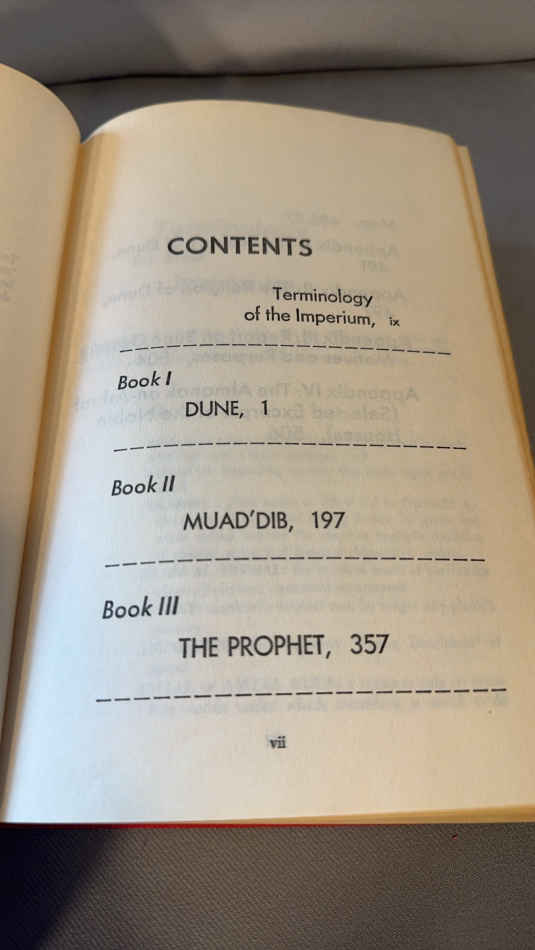 CONTENTS
Terminology
of the Imperium, ix
Book I
DUNE, 1
Book II
MUAD'DIB, 197
Book III
THE PROPHET, 357
vii